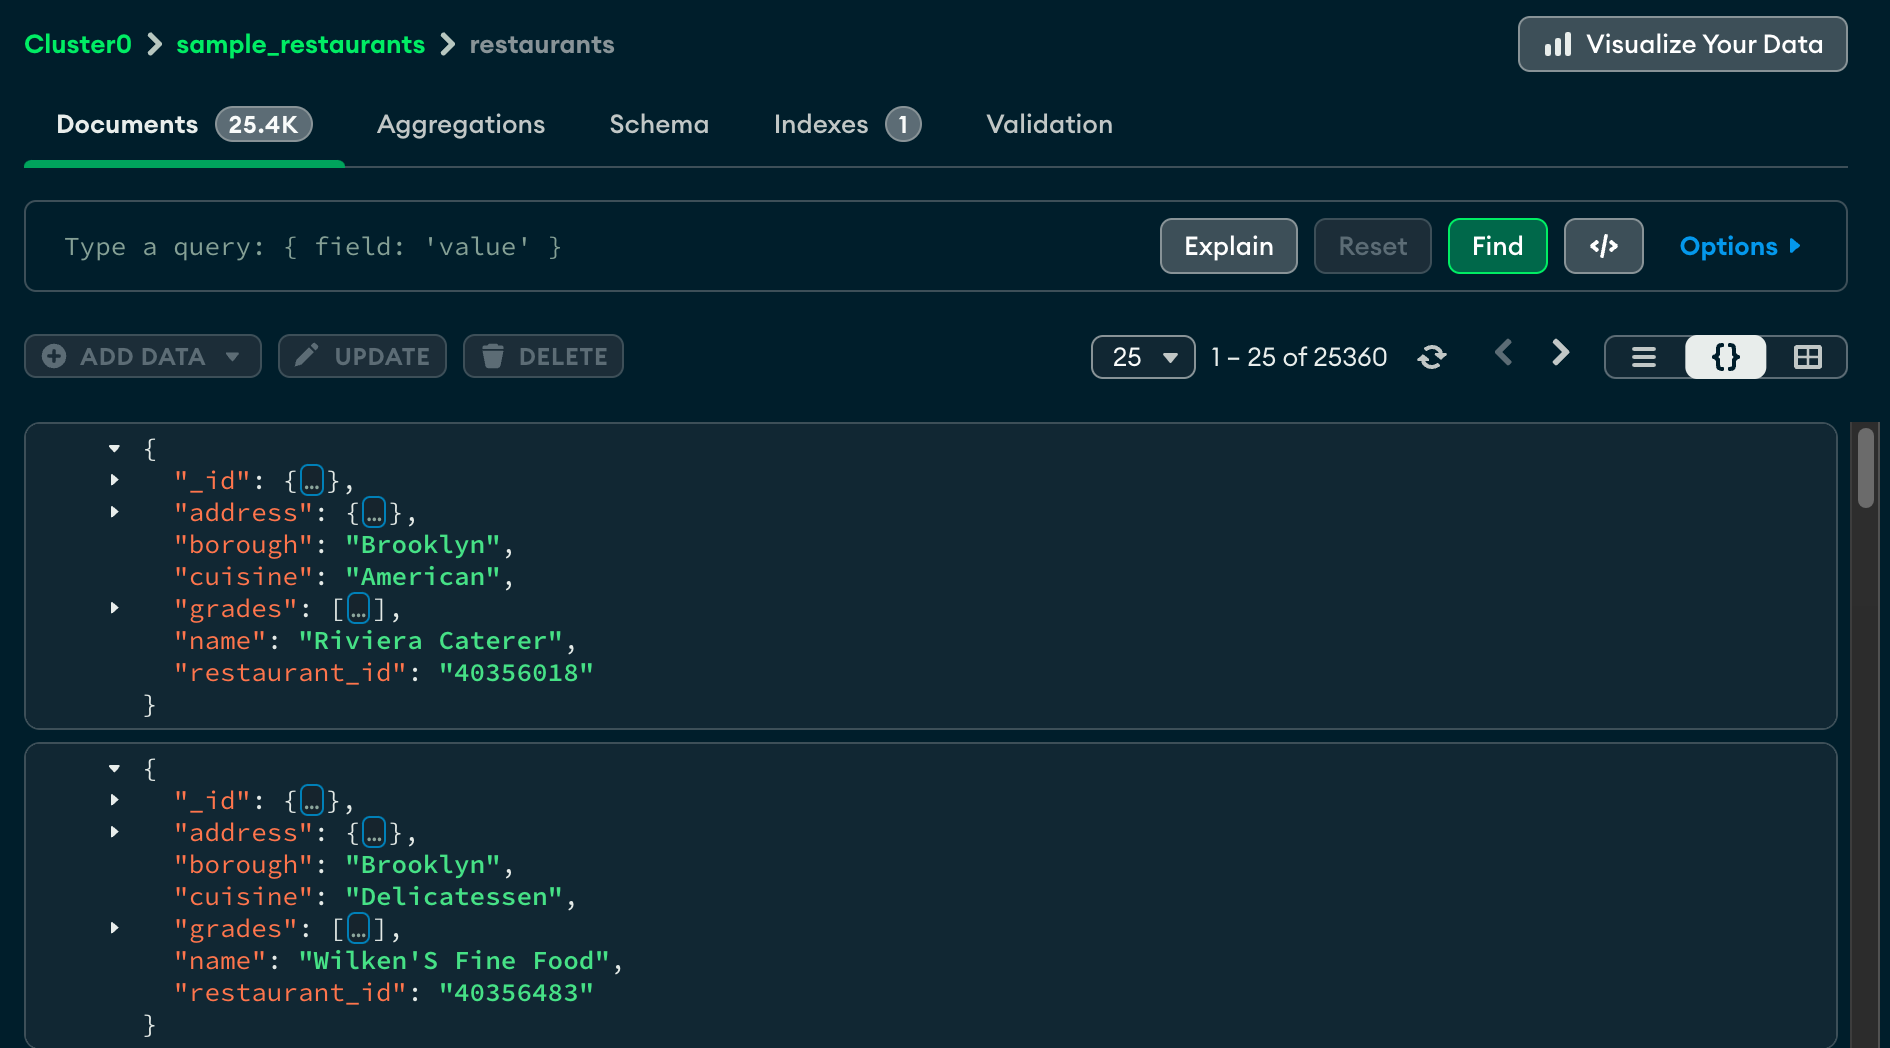 Cluster0 > sample_restaurants > restaurants
Visualize Your Data
Documents 25.4K Aggregations Schema Indexes 1 Validation
Type a query: { field: 'value' }
Explain Reset Find </> Options
ADD DATA UPDATE DELETE 25 1 – 25 of 25360 {}
{
"_id": {…},
"address": {…},
"borough": "Brooklyn",
"cuisine": "American",
"grades": […],
"name": "Riviera Caterer",
"restaurant_id": "40356018"
}
{
"_id": {…},
"address": {…},
"borough": "Brooklyn",
"cuisine": "Delicatessen",
"grades": […],
"name": "Wilken'S Fine Food",
"restaurant_id": "40356483"
}